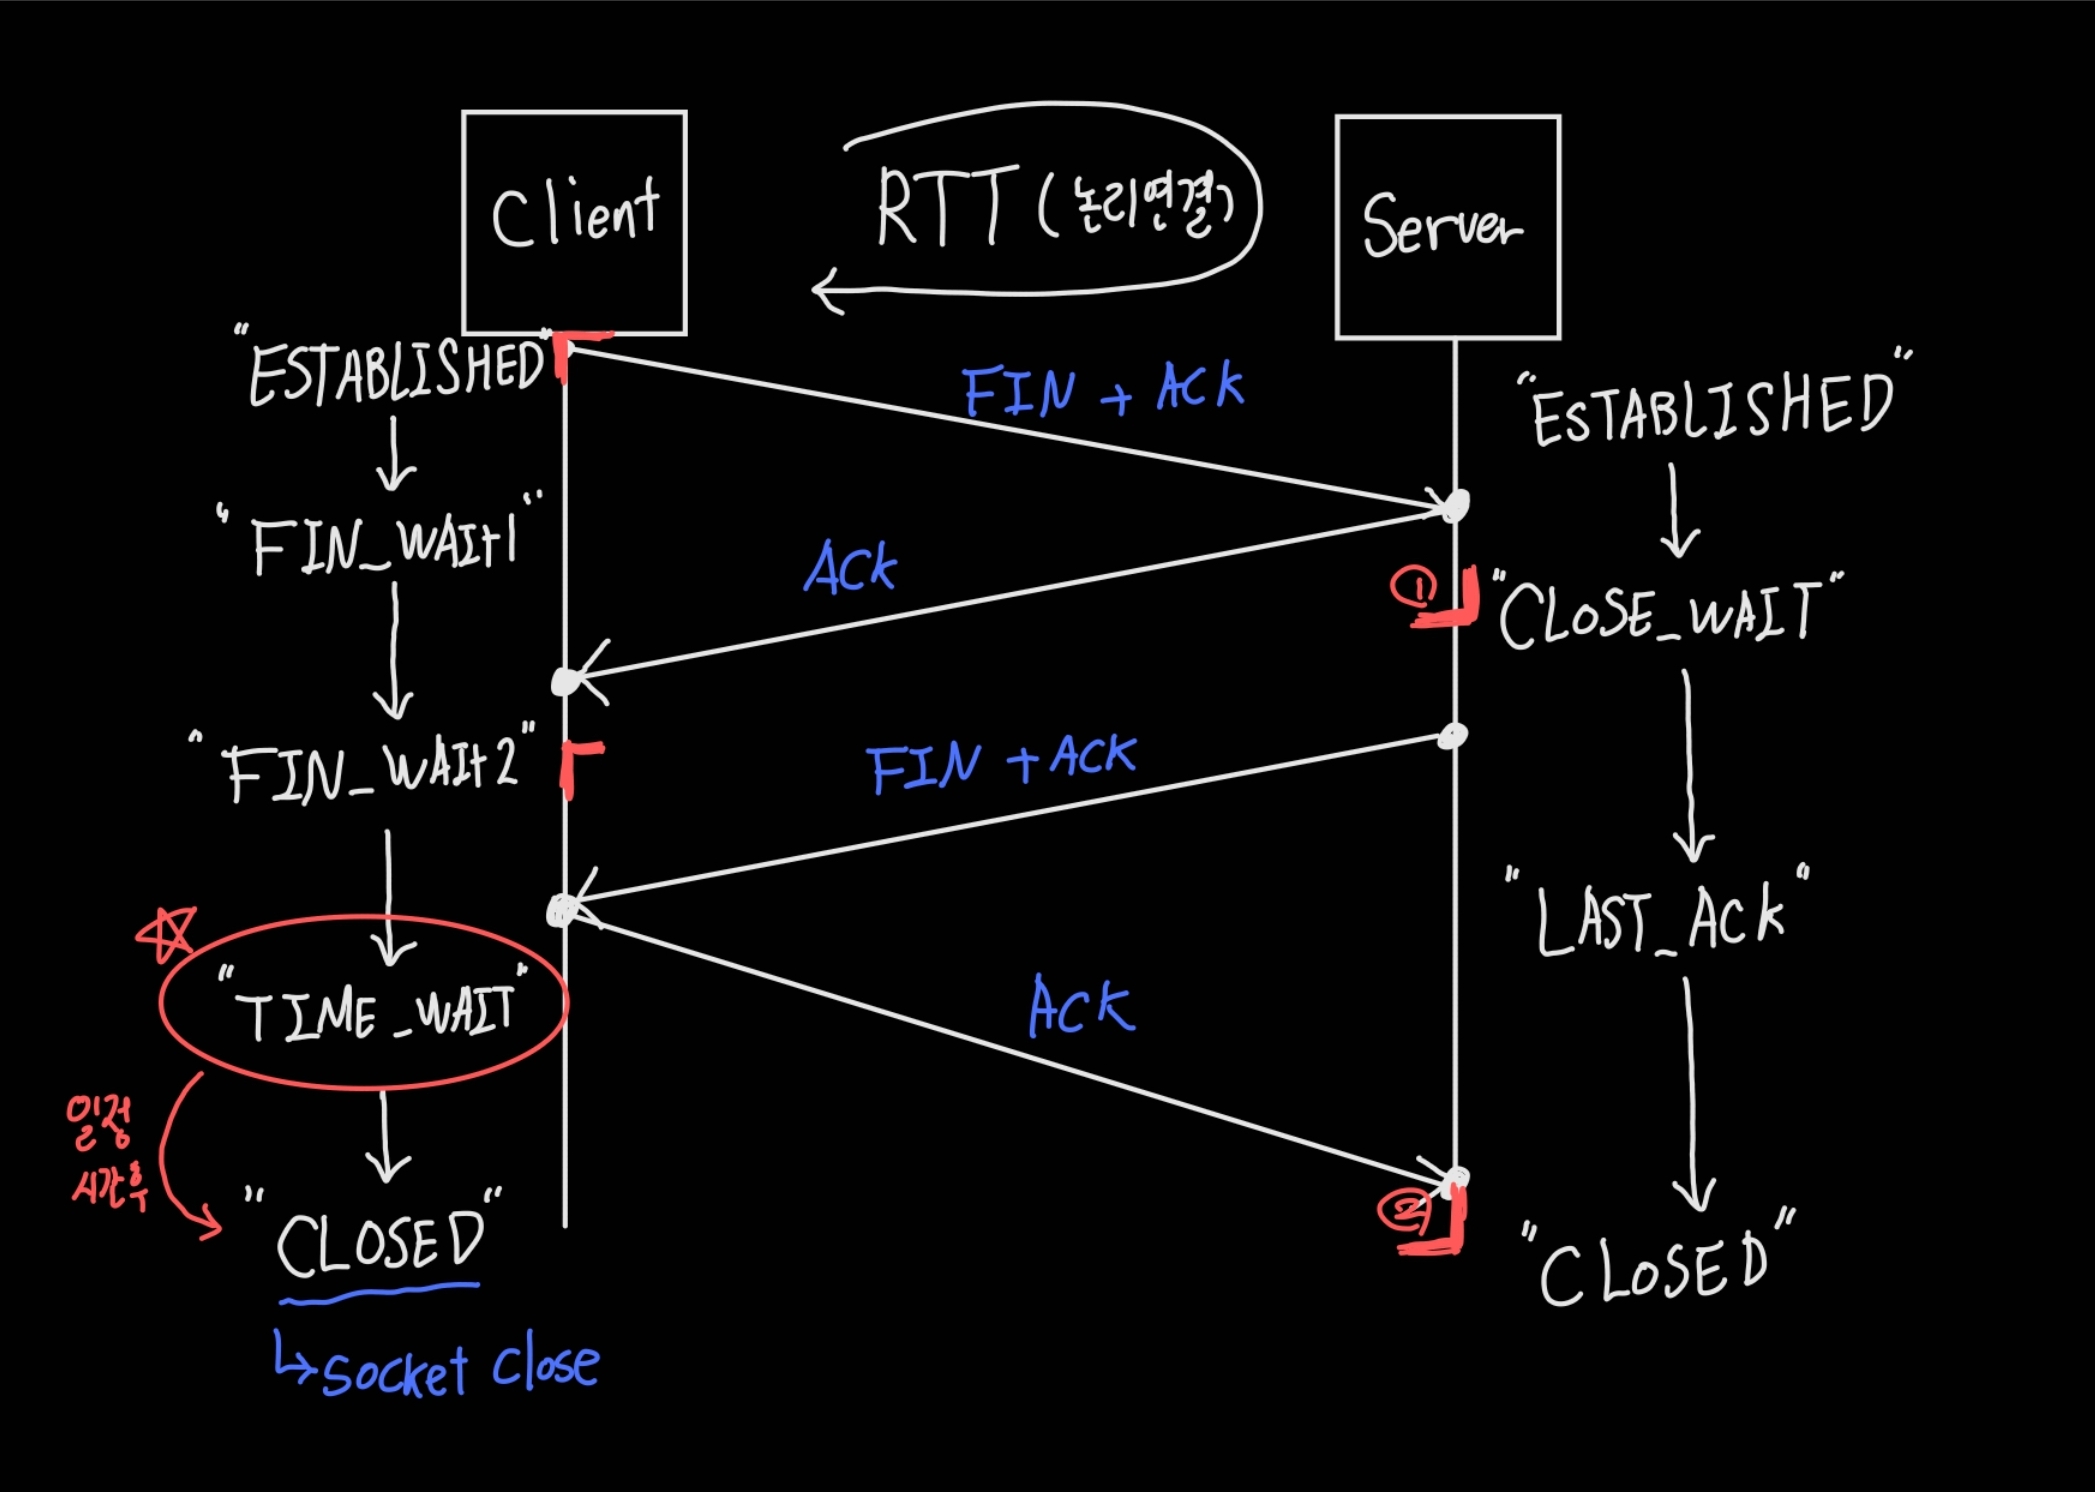 Client
RTT (논리연결)
Server
"ESTABLISHED"
FIN + ACK
"ESTABLISHED"
"FIN_WAIt1"
ACK
①
"CLOSE_WAIT"
"FIN_WAIt2"
FIN + ACK
"LAST_ACK"
"TIME_WAIT"
ACK
일정
시간후
②
"CLOSED"
"CLOSED"
↳ Socket close